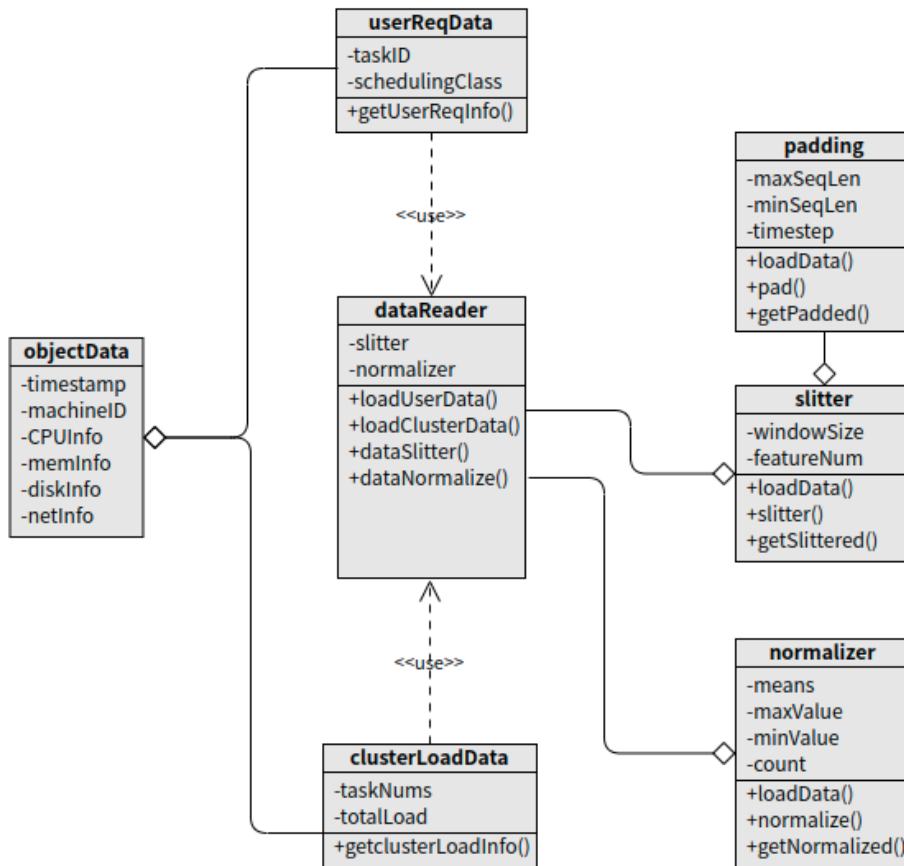 userReqData
-taskID
-schedulingClass
+getUserReqInfo()
<<use>>
padding
-maxSeqLen
-minSeqLen
-timestep
+loadData()
+pad()
+getPadded()
objectData
-timestamp
-machineID
-CPUInfo
-memInfo
-diskInfo
-netInfo
dataReader
-slitter
-normalizer
+loadUserData()
+loadClusterData()
+dataSlitter()
+dataNormalize()
slitter
-windowSize
-featureNum
+loadData()
+slitter()
+getSlittered()
<<use>>
clusterLoadData
-taskNums
-totalLoad
+getclusterLoadInfo()
normalizer
-means
-maxValue
-minValue
-count
+loadData()
+normalize()
+getNormalized()